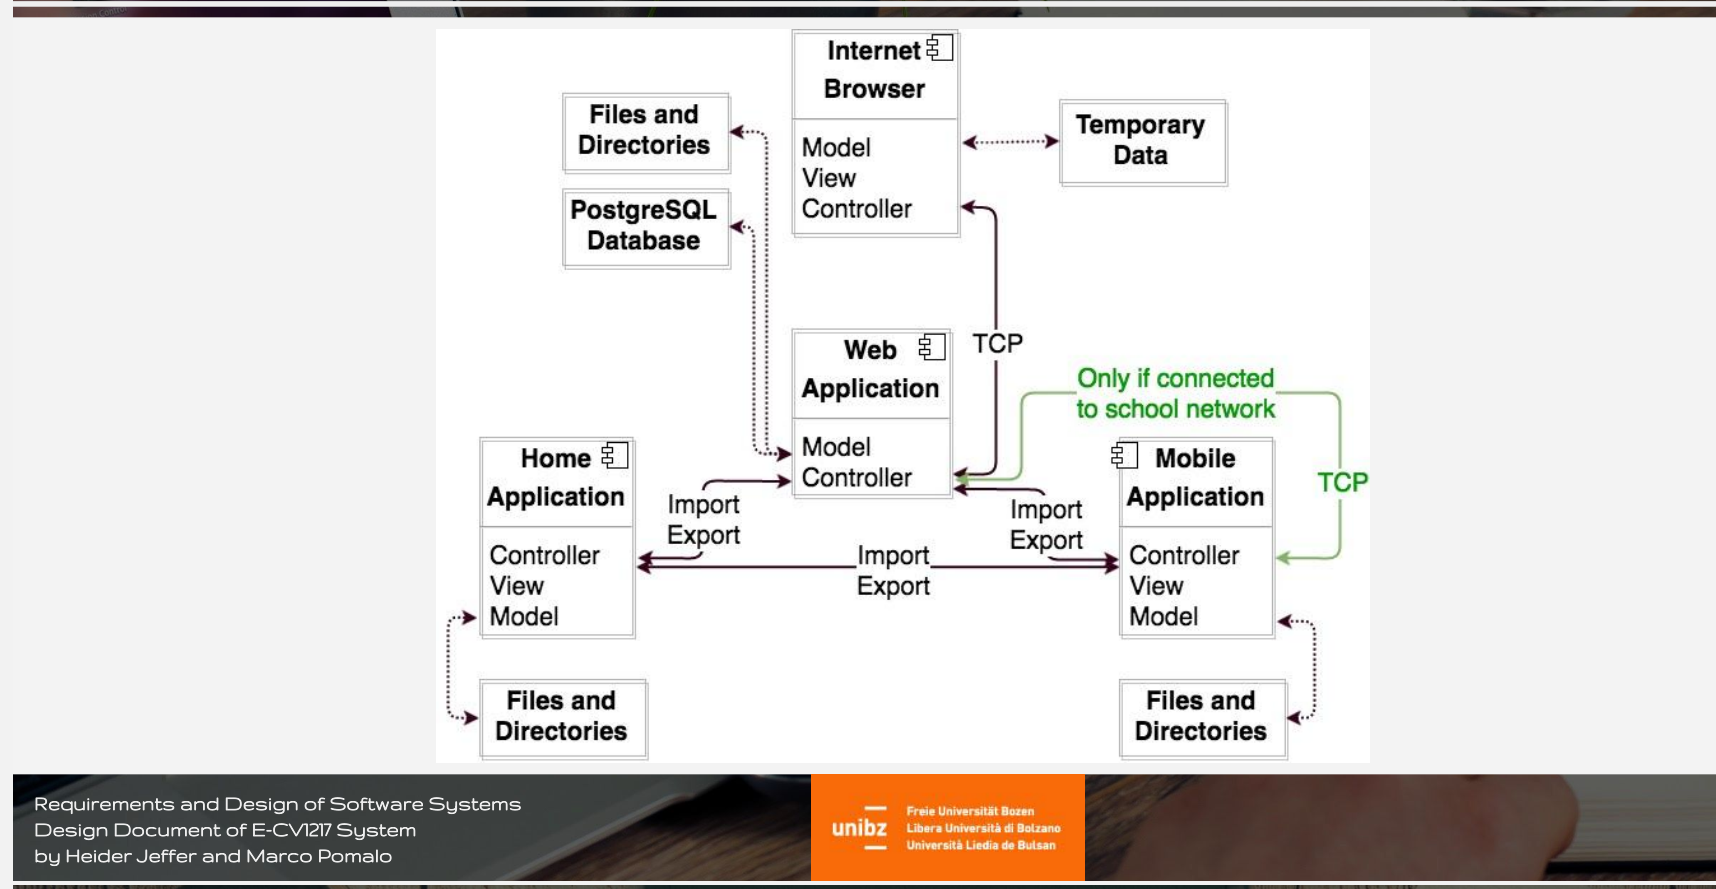 Internet
Browser
Model
View
Controller
Files and
Directories
PostgreSQL
Database
Temporary
Data
TCP
Web
Application
Model
Controller
Only if connected
to school network
TCP
Home
Application
Controller
View
Model
Import
Export
Import
Export
Import
Export
Mobile
Application
Controller
View
Model
Files and
Directories
Files and
Directories
Requirements and Design of Software Systems
Design Document of E-CV1217 System
by Heider Jeffer and Marco Pomalo
unibz
Freie Universität Bozen
Libera Università di Bolzano
Università Liedia de Bulsan